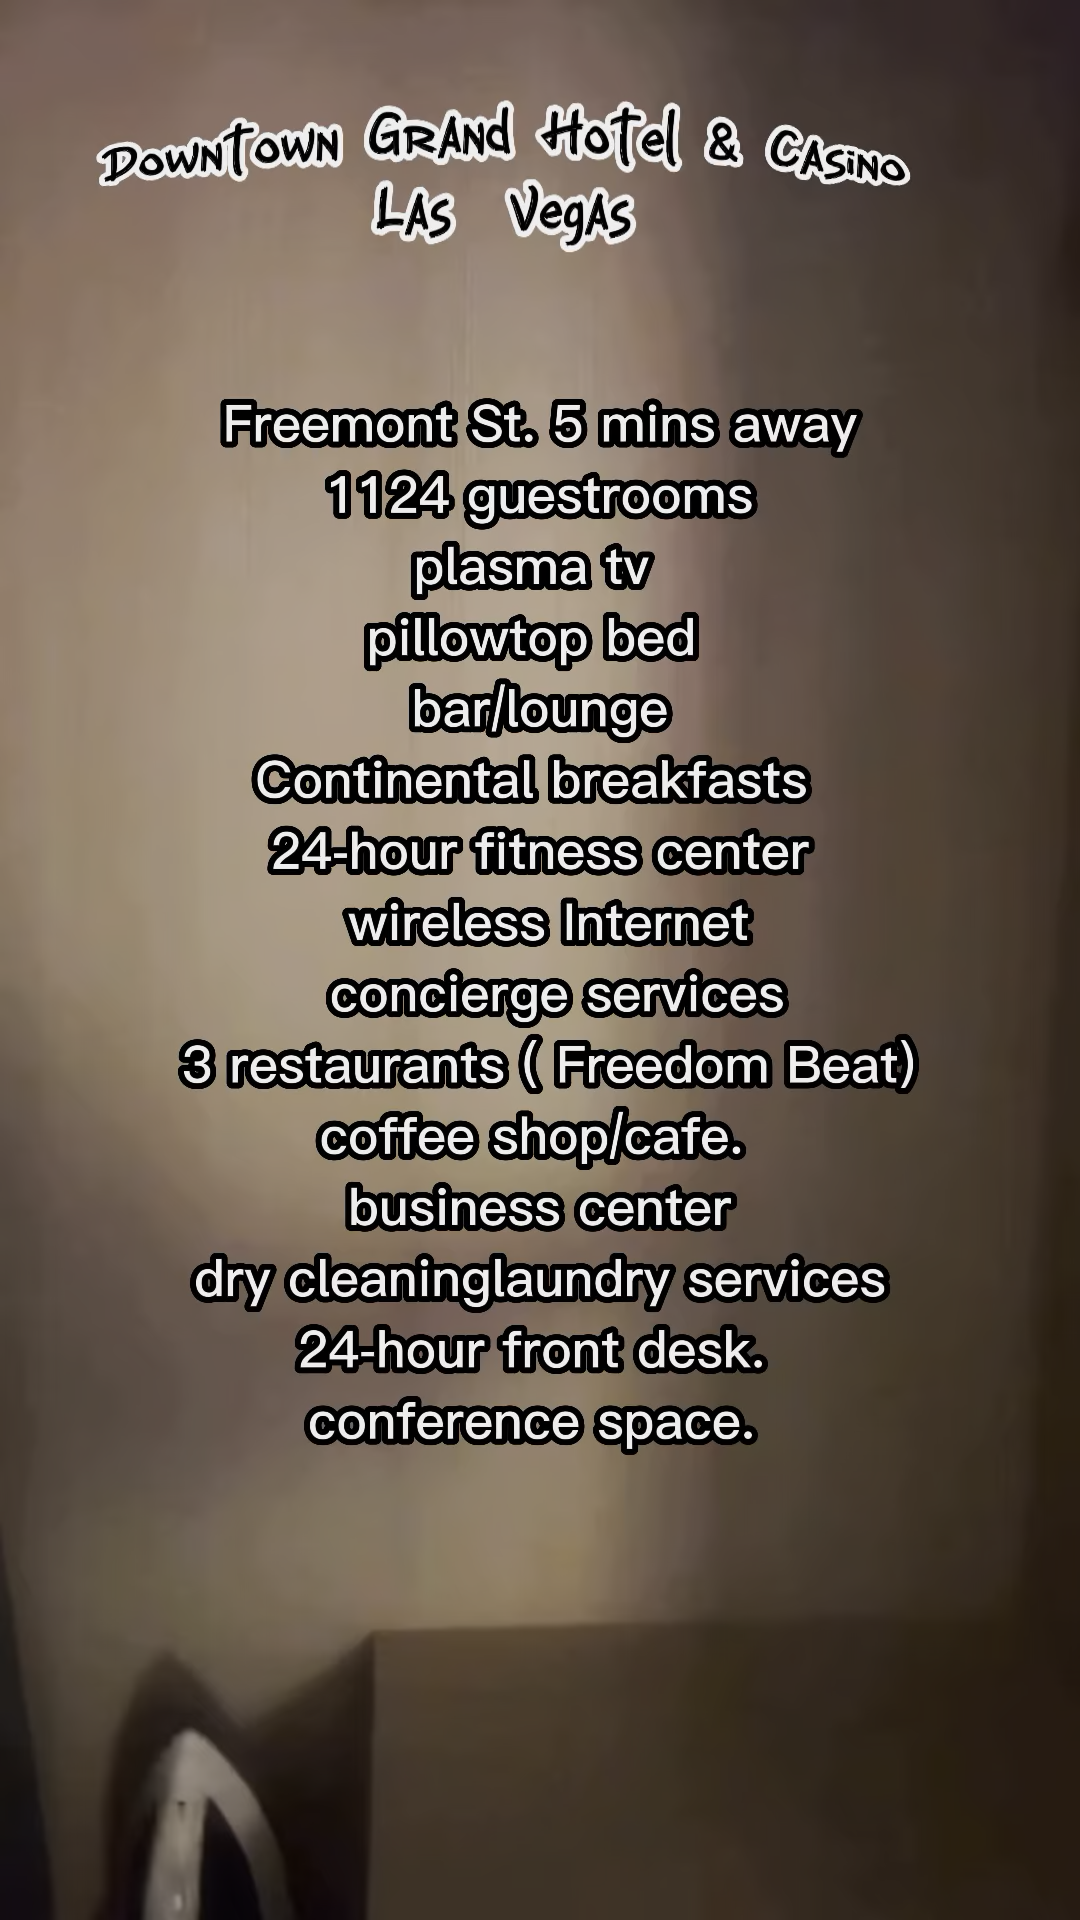 Downtown Grand Hotel & Casino
Las Vegas
Freemont St. 5 mins away
1124 guestrooms
plasma tv
pillowtop bed
bar/lounge
Continental breakfasts
24-hour fitness center
wireless Internet
concierge services
3 restaurants ( Freedom Beat)
coffee shop/cafe.
business center
dry cleaninglaundry services
24-hour front desk.
conference space.